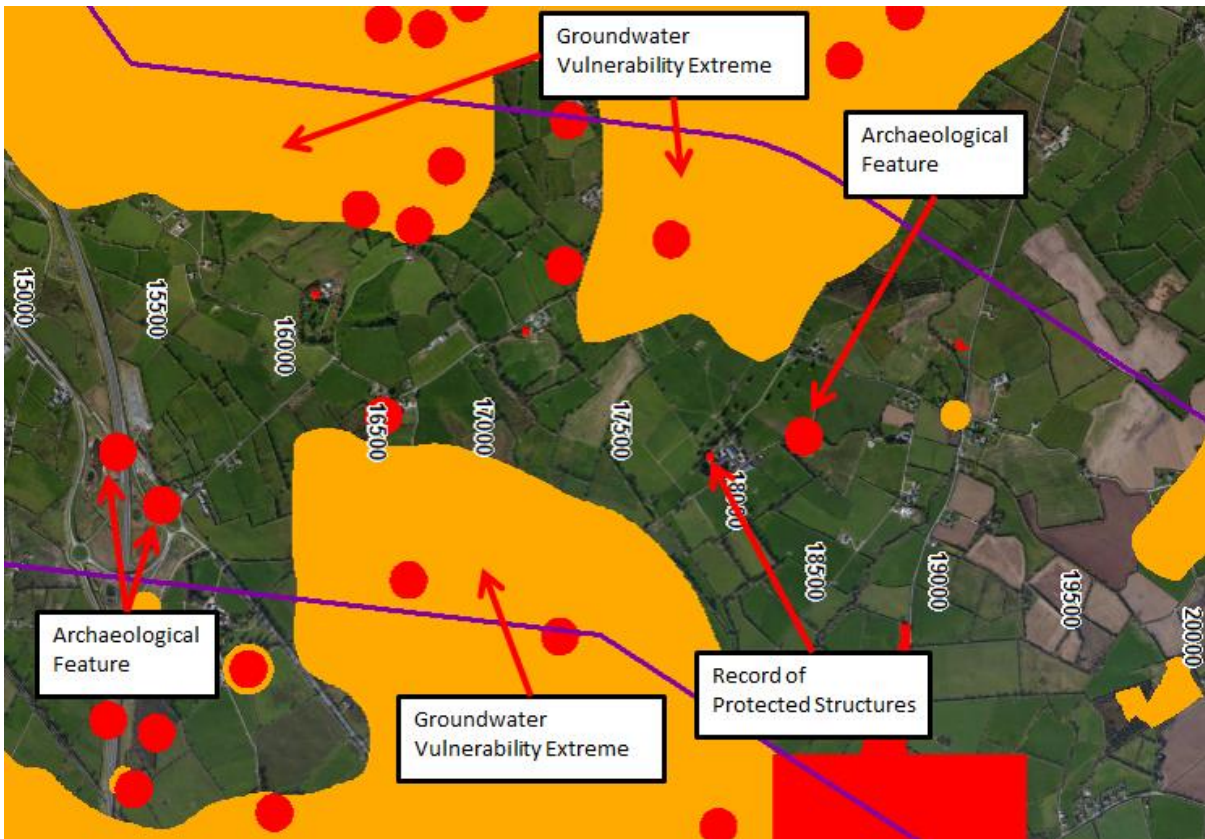 Groundwater
Vulnerability Extreme
Archaeological
Feature
15000
15500
16000
16500
17000
17500
18000
18500
19000
19500
20000
Archaeological
Feature
Groundwater
Vulnerability Extreme
Record of
Protected Structures